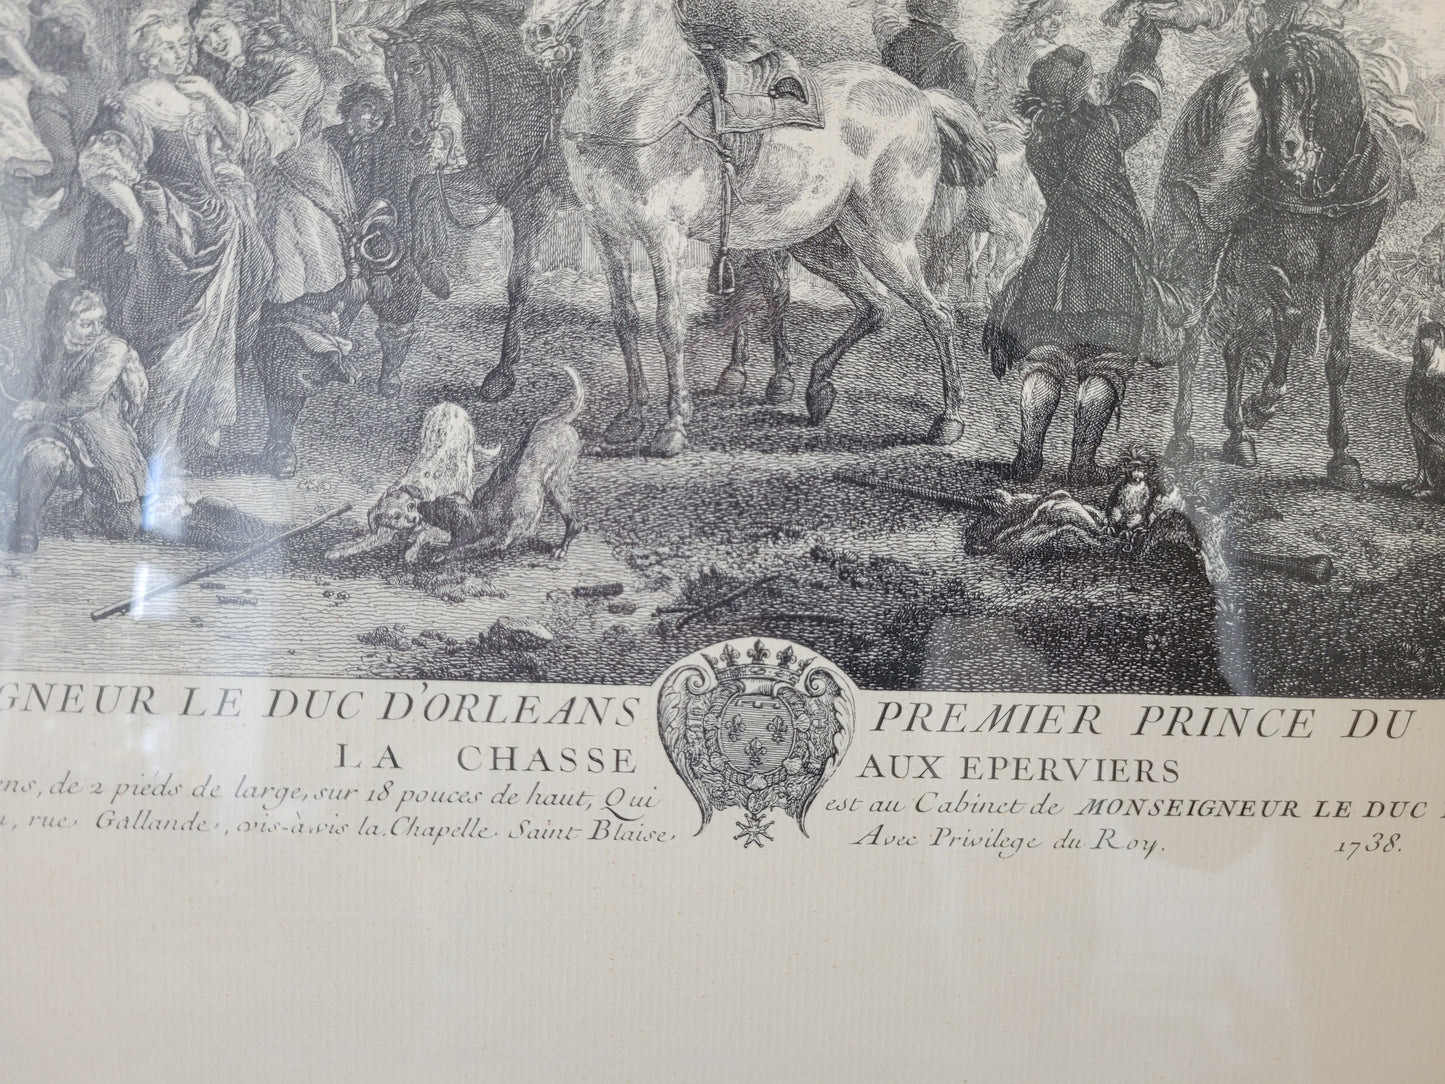 GNEUR LE DUC D'ORLEANS PREMIER PRINCE DU
LA CHASSE AUX EPERVIERS
ens, de 2 piéds de large, sur 18 pouces de haut, Qui est au Cabinet de MONSEIGNEUR LE DUC
rue Gallande, vis-à-vis la Chapelle Saint Blaise, Avec Privilege du Roy. 1738.